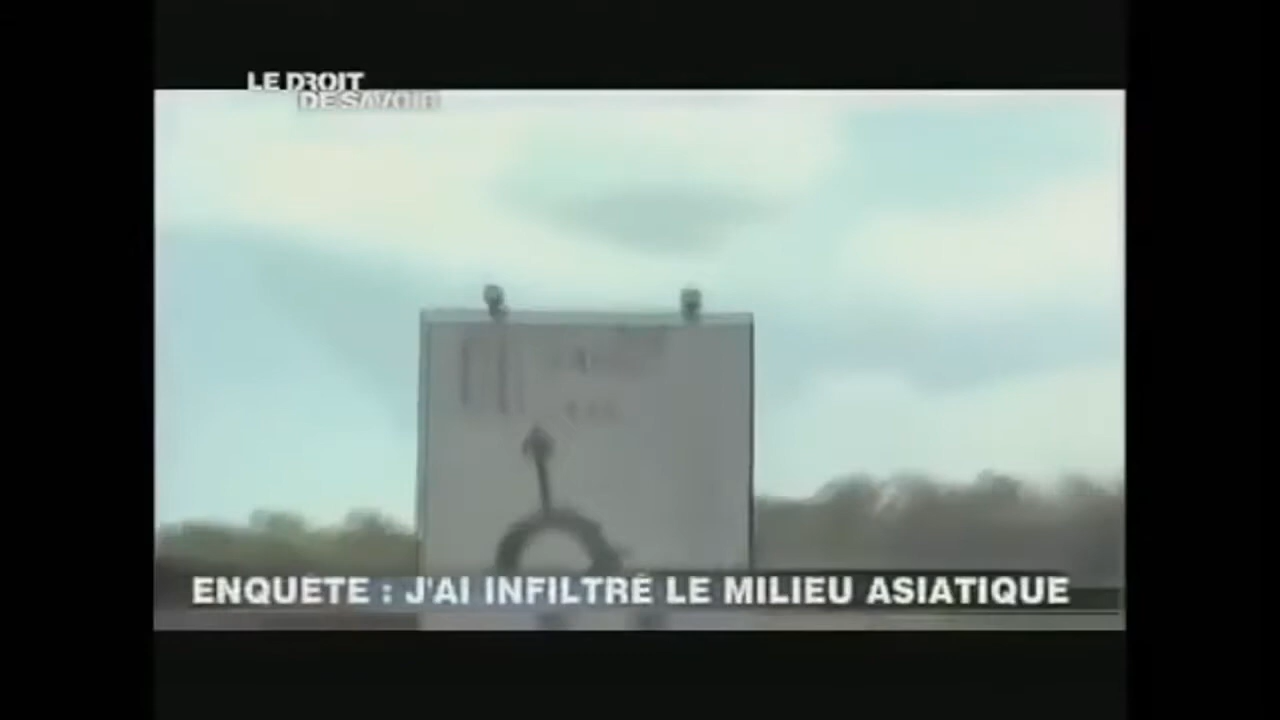 LE DROIT
DE SAVOIR
ENQUÊTE : J'AI INFILTRÉ LE MILIEU ASIATIQUE